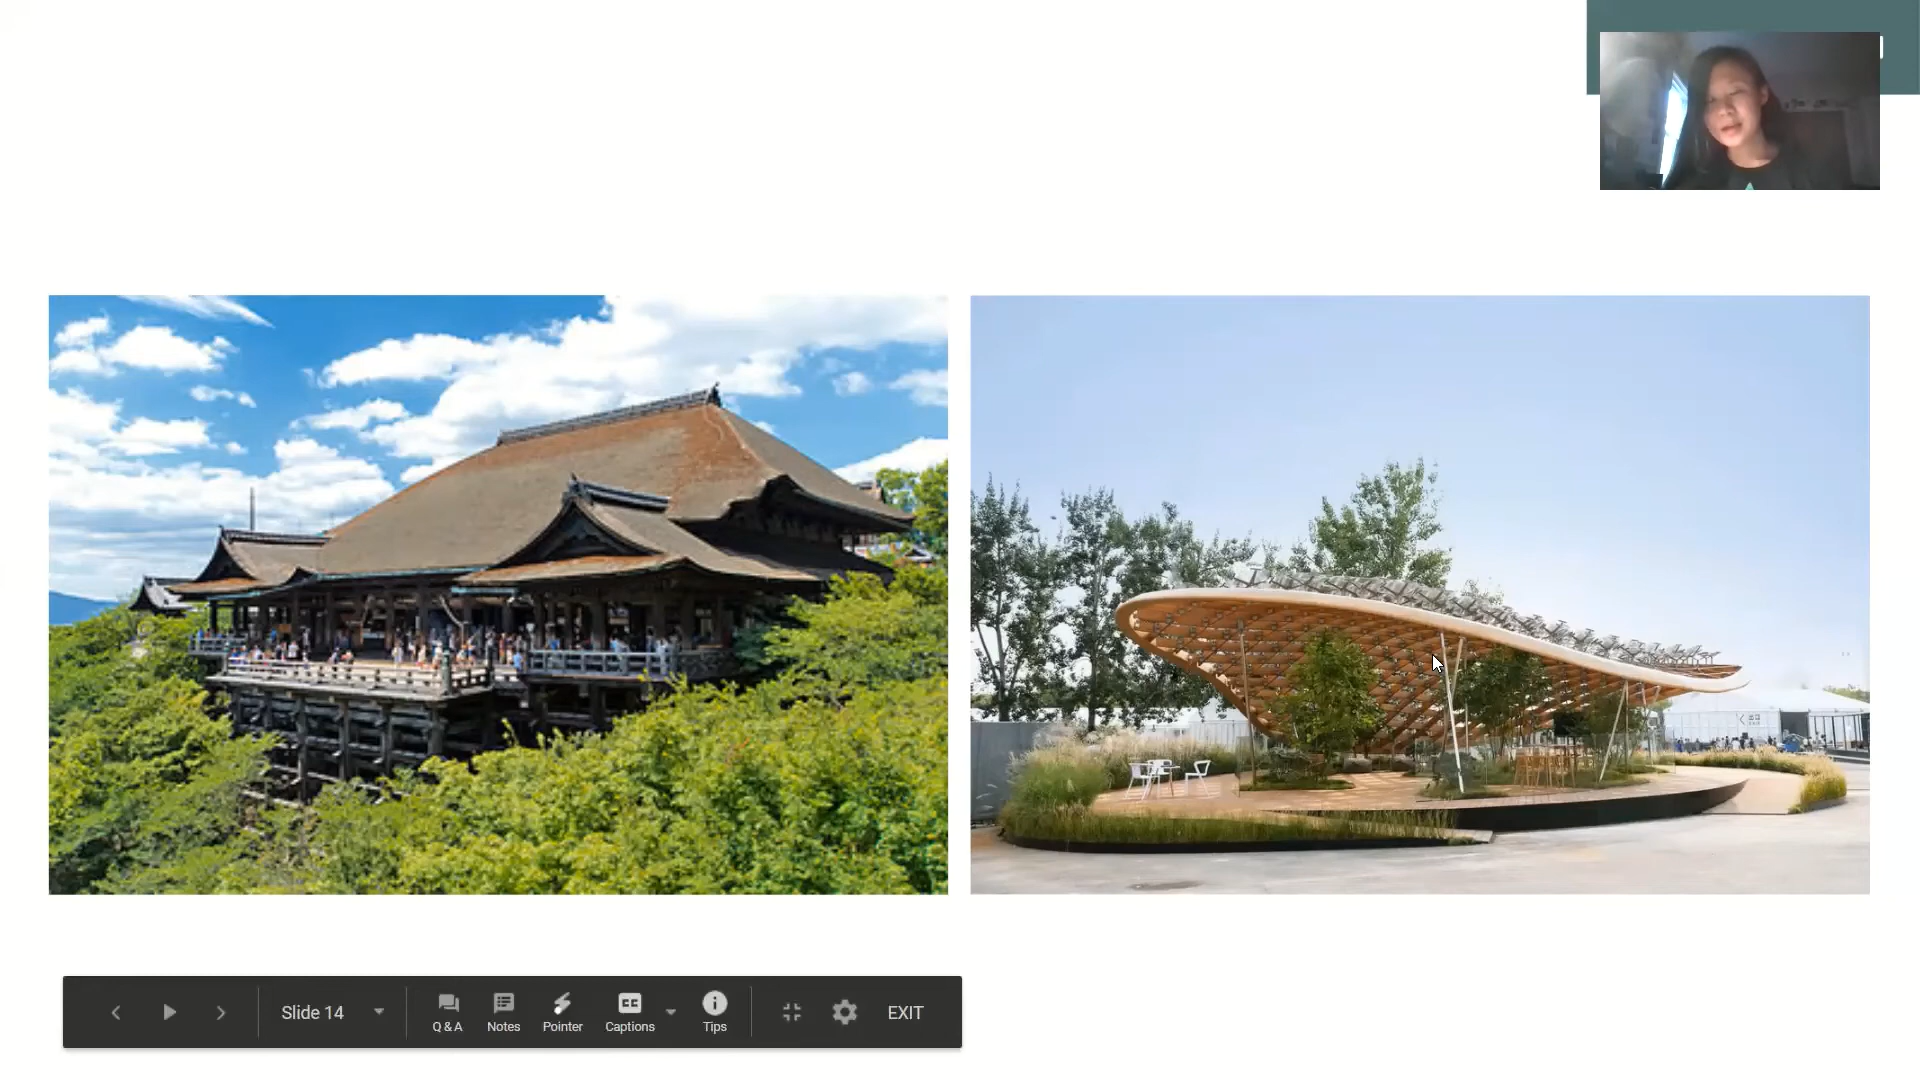 Slide 14
Q & A
Notes
Pointer
Captions
Tips
EXIT